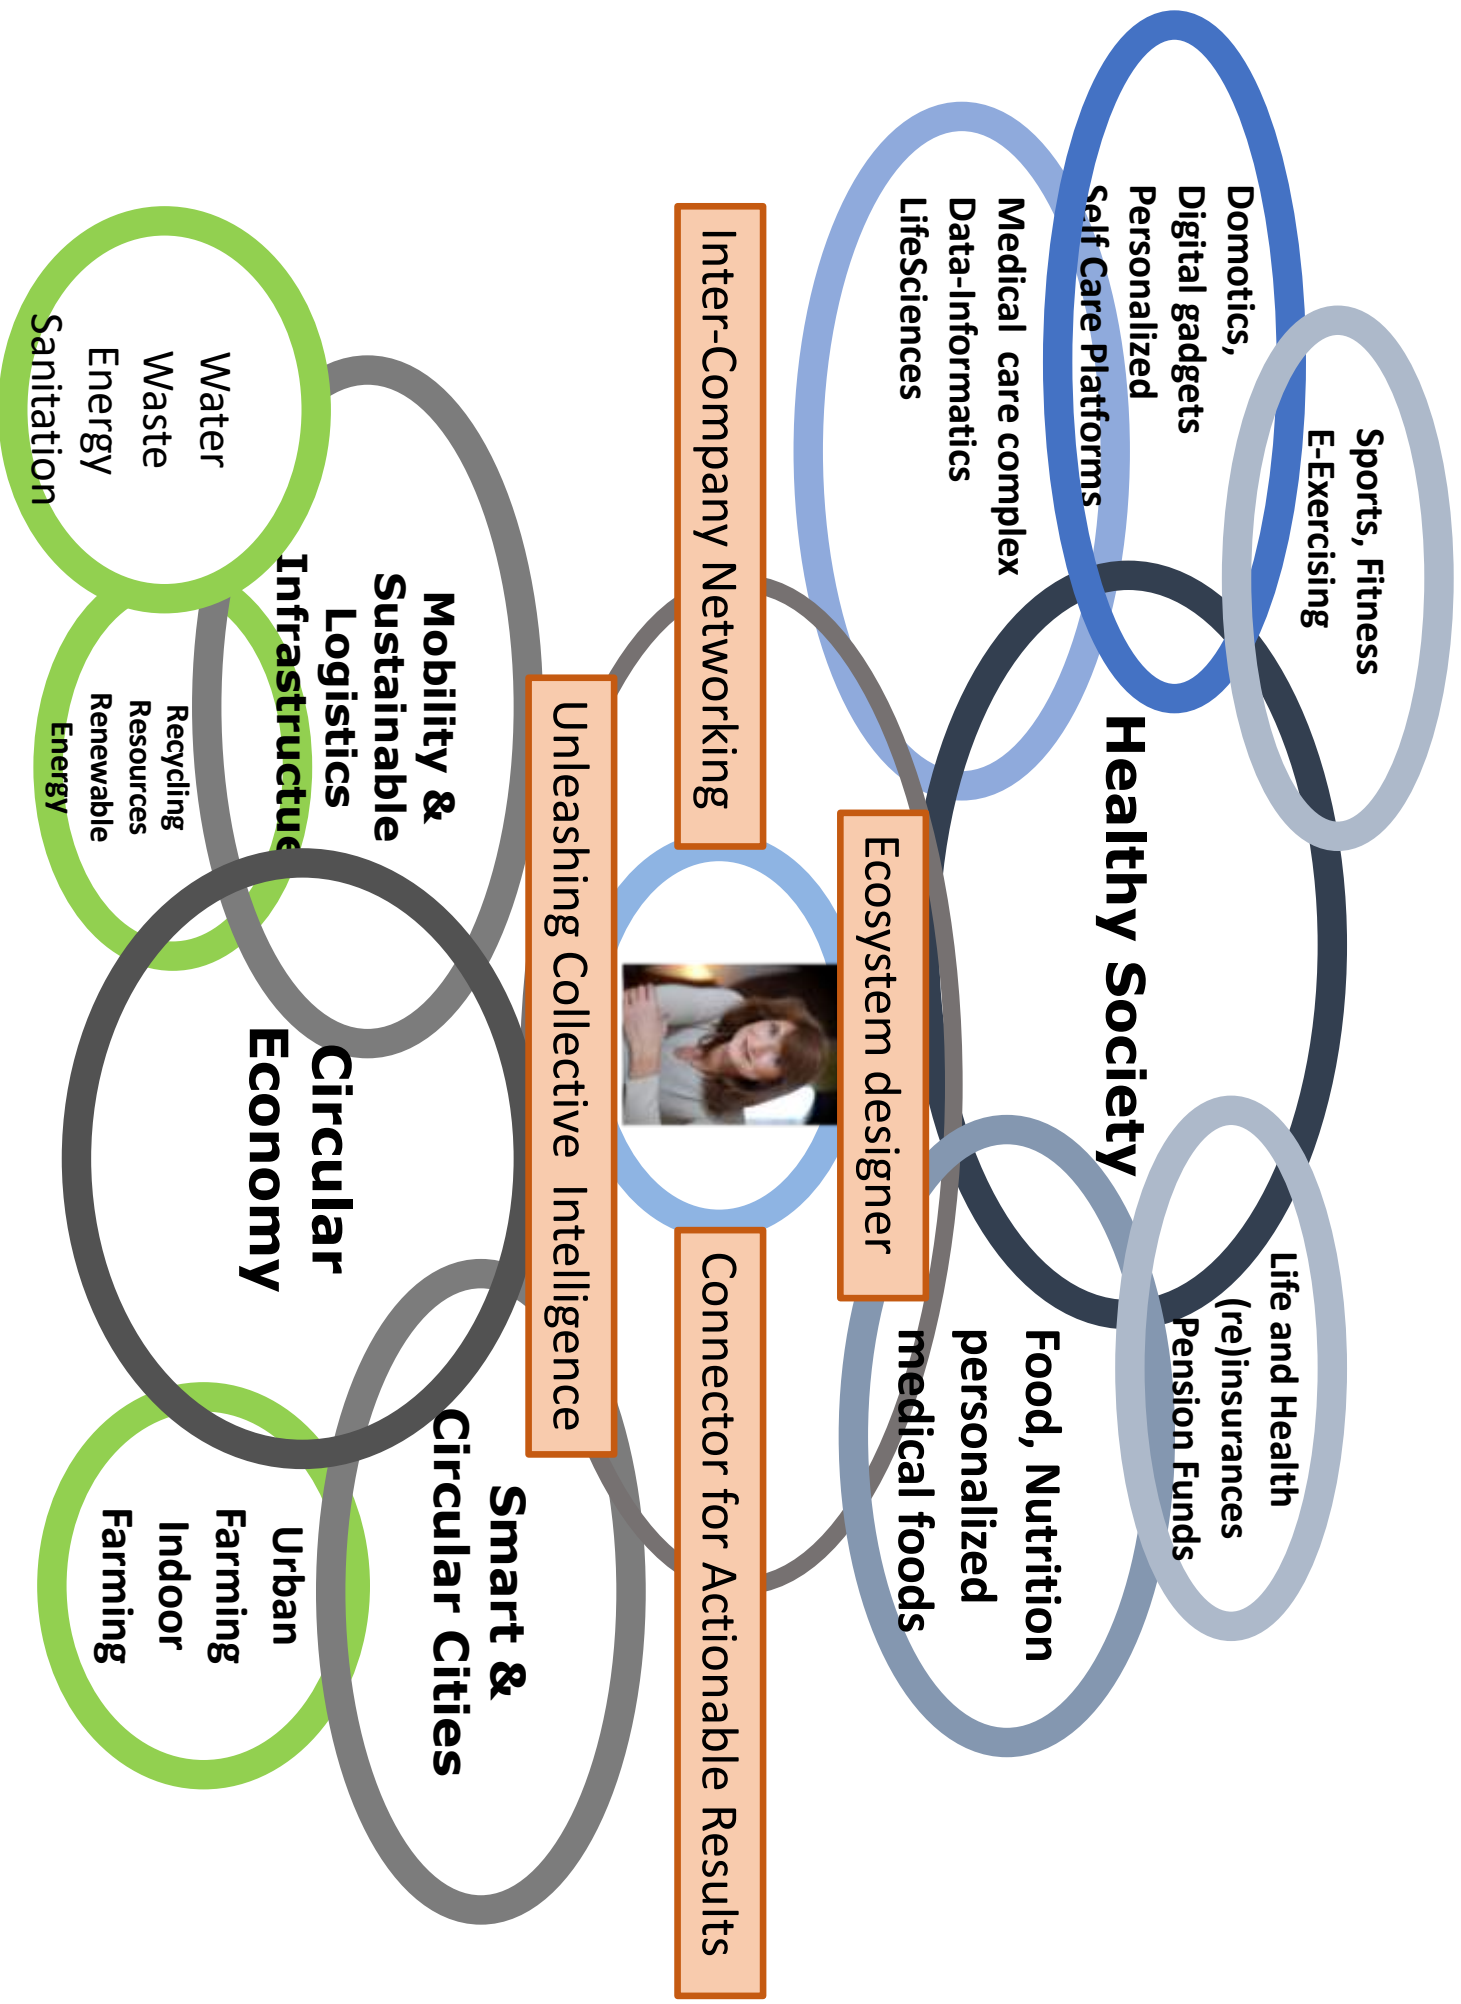 Sports, Fitness
E-Exercising
Domotics,
Digital gadgets
Personalized
Self Care Platforms
Medical care complex
Data-Informatics
LifeSciences
Healthy Society
Life and Health
(re)insurances
Pension Funds
Food, Nutrition
personalized
medical foods
Ecosystem designer
Inter-Company Networking
Connector for Actionable Results
Unleashing Collective Intelligence
Mobility &
Sustainable
Logistics
Infrastructue
Water
Waste
Energy
Sanitation
Recycling
Resources
Renewable
Energy
Circular
Economy
Smart &
Circular Cities
Urban
Farming
Indoor
Farming